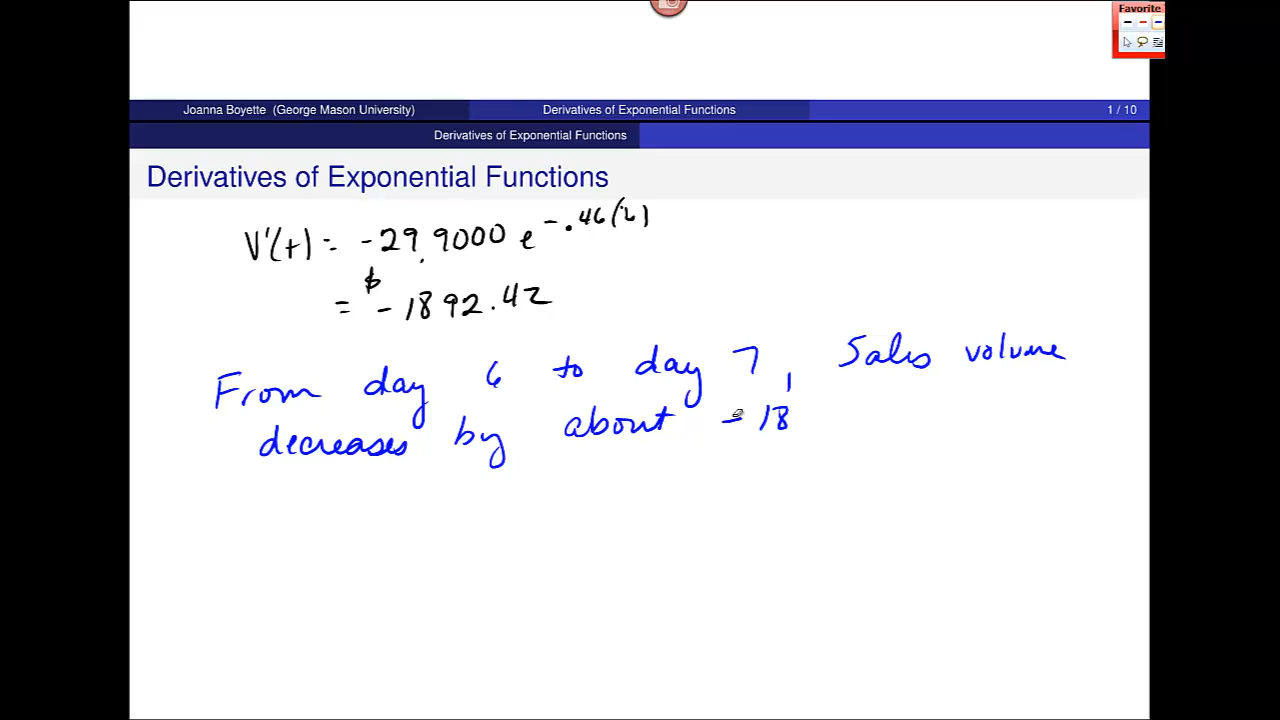 Favorite
Joanna Boyette (George Mason University) Derivatives of Exponential Functions 1 / 10
Derivatives of Exponential Functions
Derivatives of Exponential Functions
V'(t) = -29.9000 e^-.46(6)
= $-1892.42
From day 6 to day 7, Sales volume
decreases by about -18